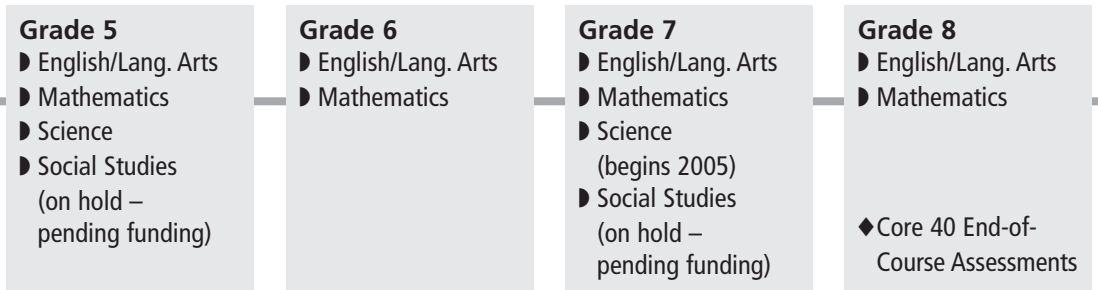 Grade 5
◗ English/Lang. Arts
◗ Mathematics
◗ Science
◗ Social Studies
(on hold –
pending funding)
Grade 6
◗ English/Lang. Arts
◗ Mathematics
Grade 7
◗ English/Lang. Arts
◗ Mathematics
◗ Science
(begins 2005)
◗ Social Studies
(on hold –
pending funding)
Grade 8
◗ English/Lang. Arts
◗ Mathematics
◆Core 40 End-of-
Course Assessments